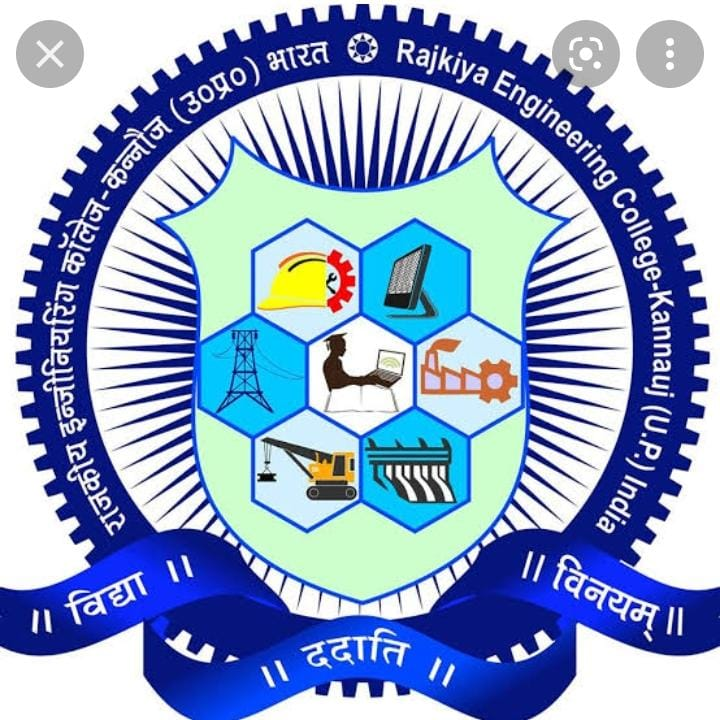 राजकीय इन्जीनियरिंग कॉलेज-कन्नौज (उ०प्र०) भारत
Rajkiya Engineering College-Kannauj (U.P.) India
॥ विद्या ॥
॥ ददाति ॥
॥ विनयम् ॥